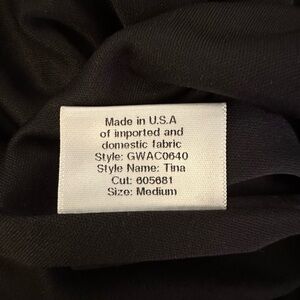 Made in U.S.A
of imported and
domestic fabric
Style: GWAC0640
Style Name: Tina
Cut: 605681
Size: Medium